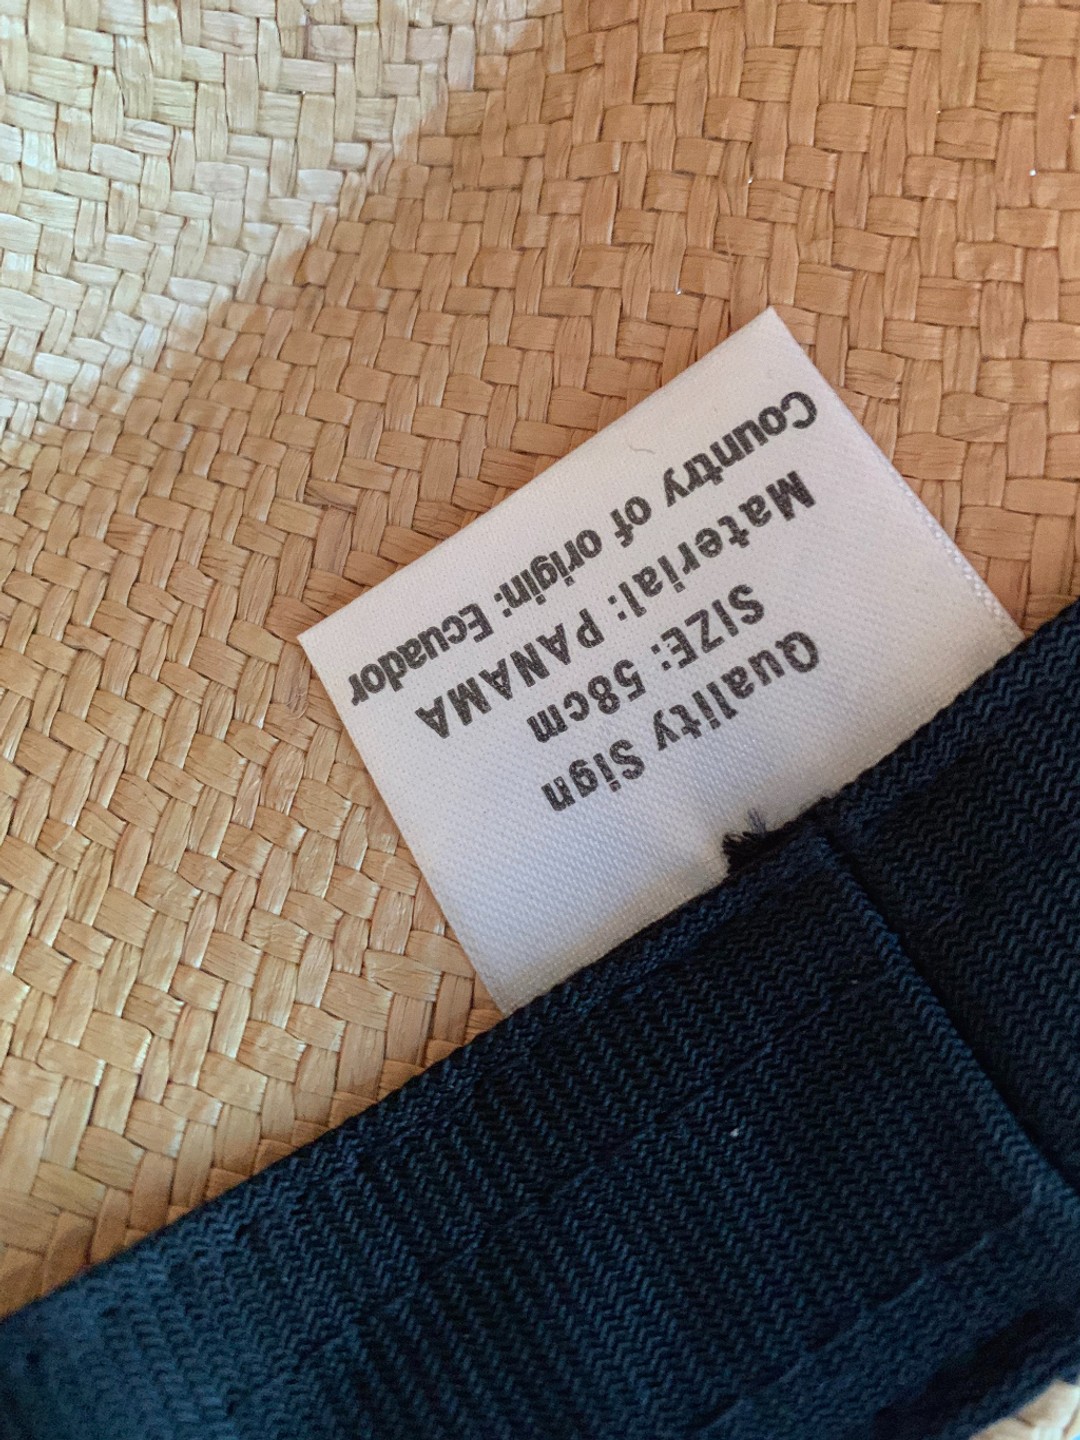 Quality Sign
SIZE: 58cm
Material: PANAMA
Country of origin: Ecuador